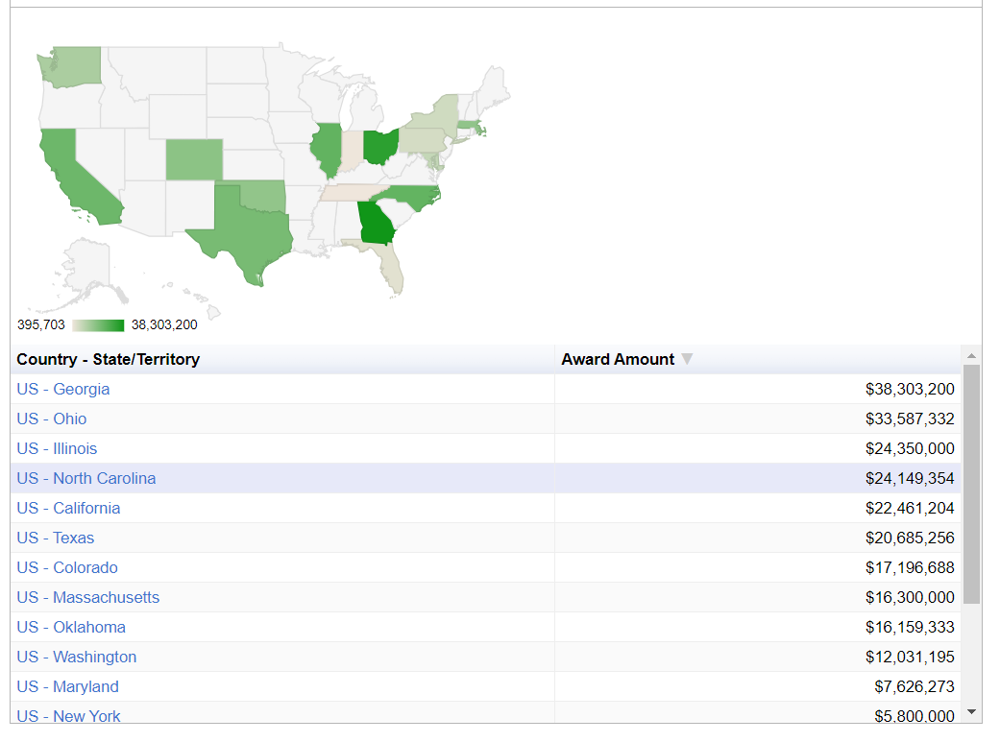 395,703 38,303,200
Country - State/Territory Award Amount
US - Georgia $38,303,200
US - Ohio $33,587,332
US - Illinois $24,350,000
US - North Carolina $24,149,354
US - California $22,461,204
US - Texas $20,685,256
US - Colorado $17,196,688
US - Massachusetts $16,300,000
US - Oklahoma $16,159,333
US - Washington $12,031,195
US - Maryland $7,626,273
US - New York $5,800,000